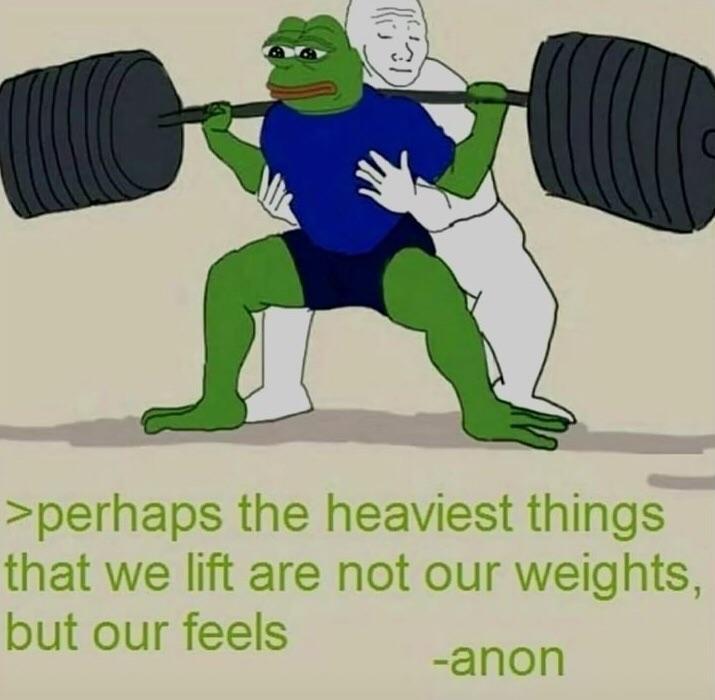 >perhaps the heaviest things
that we lift are not our weights,
but our feels
-anon